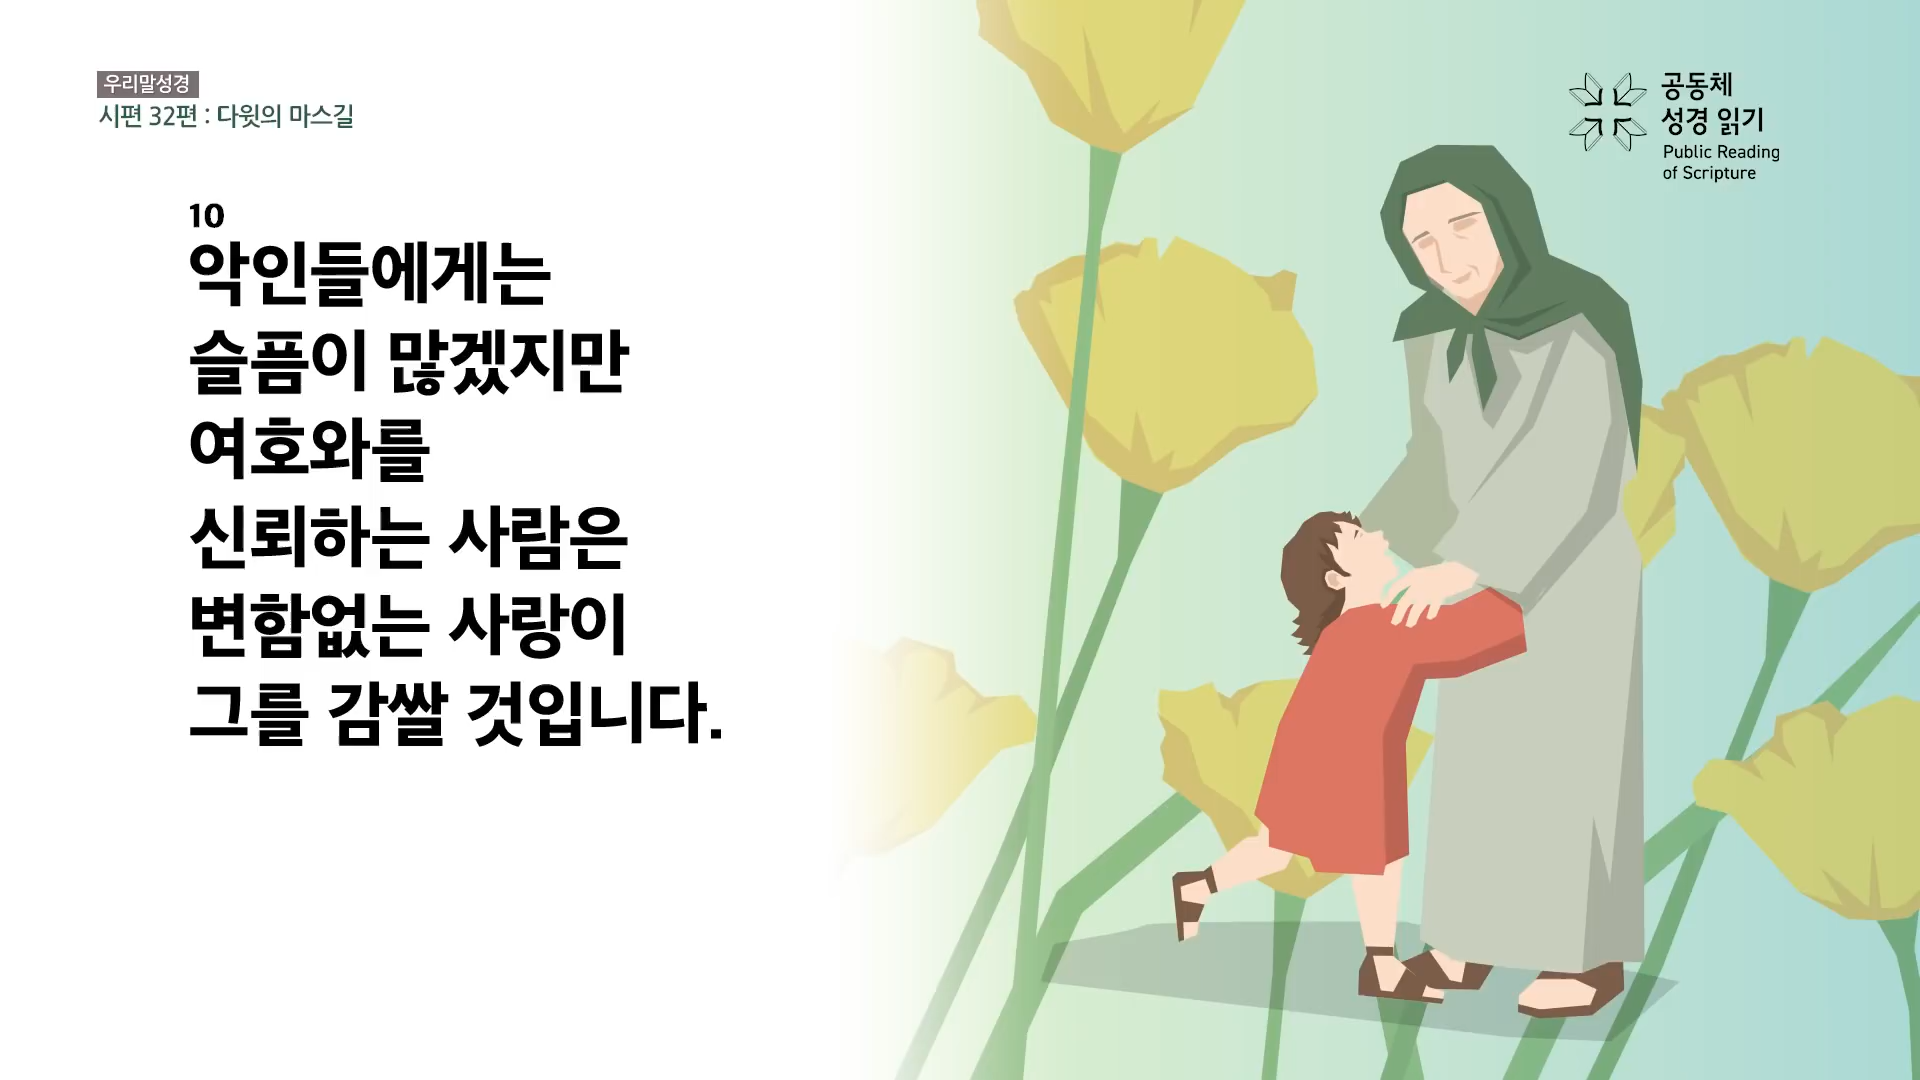 우리말성경
시편 32편 : 다윗의 마스길
공동체
성경 읽기
Public Reading
of Scripture
10
악인들에게는
슬픔이 많겠지만
여호와를
신뢰하는 사람은
변함없는 사랑이
그를 감쌀 것입니다.